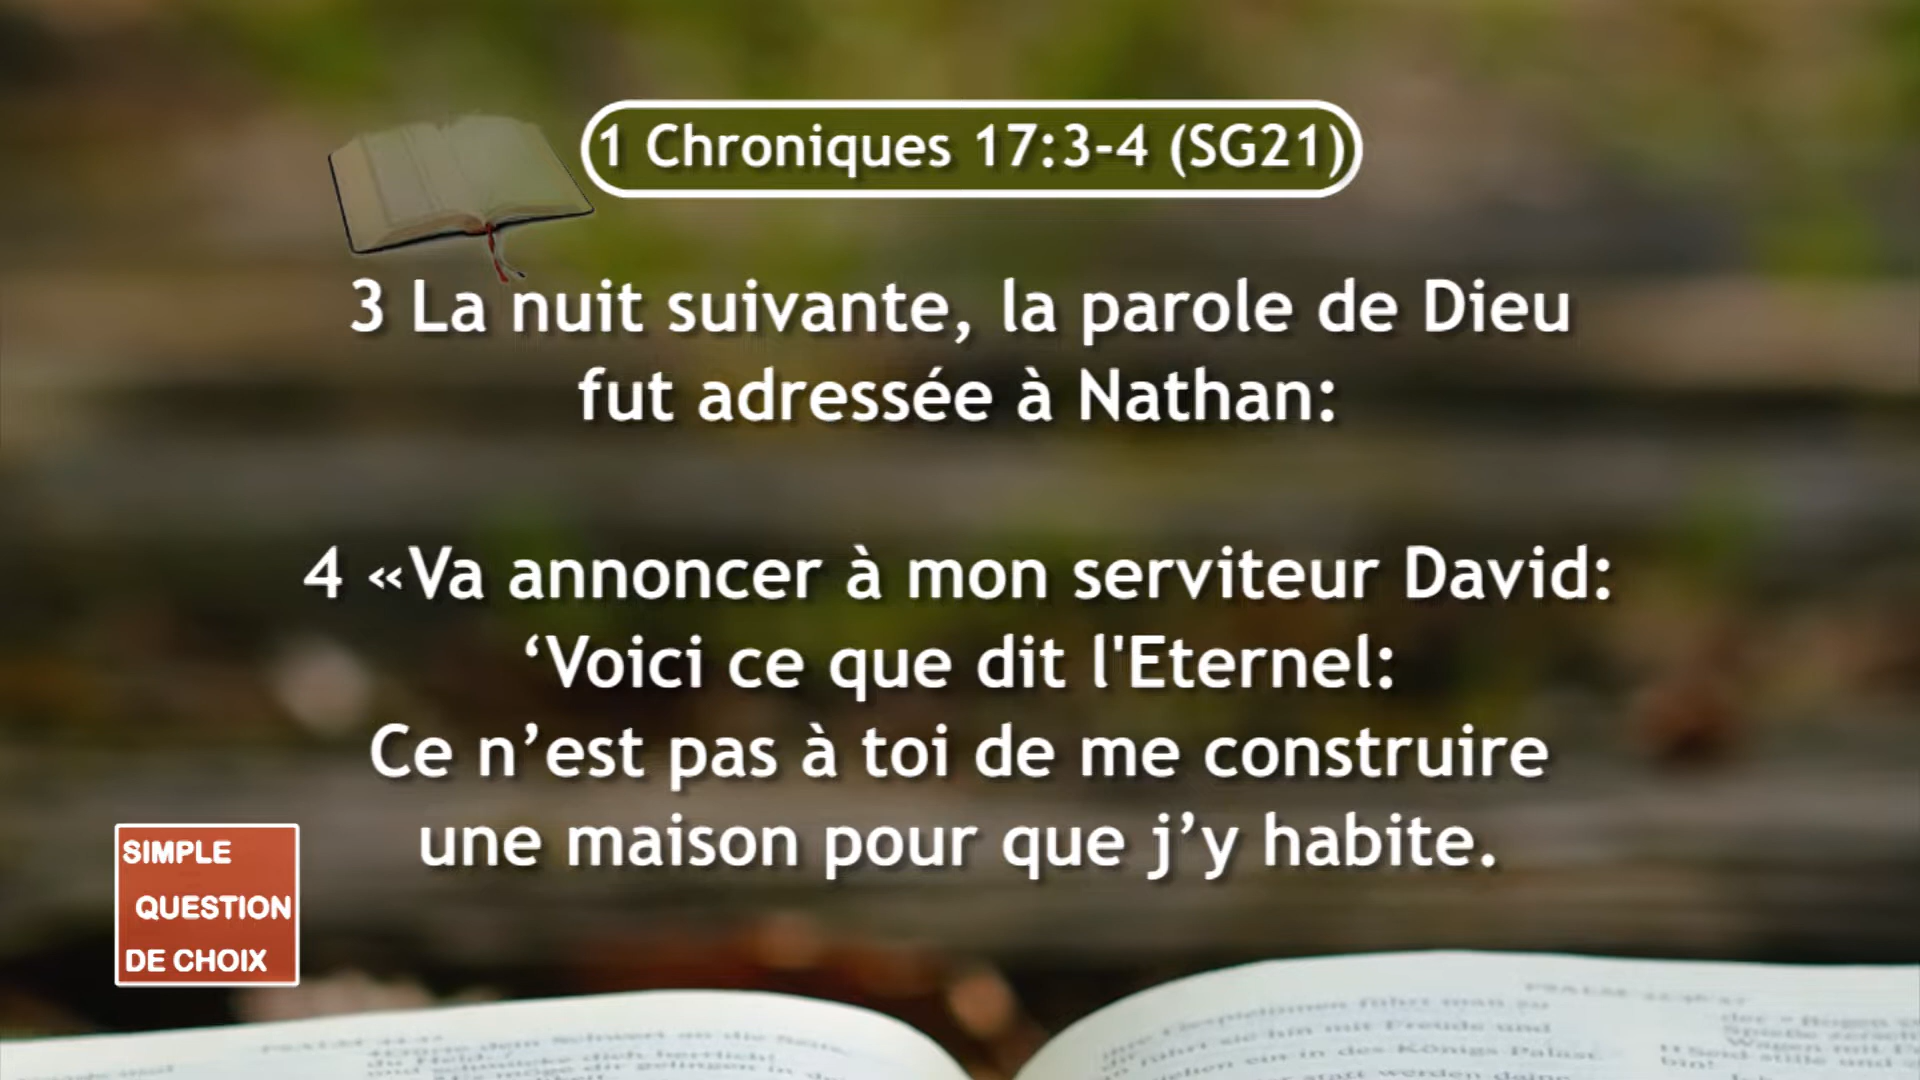 1 Chroniques 17:3-4 (SG21)
3 La nuit suivante, la parole de Dieu
fut adressée à Nathan:
4 «Va annoncer à mon serviteur David:
‘Voici ce que dit l'Eternel:
Ce n’est pas à toi de me construire
une maison pour que j’y habite.
SIMPLE
QUESTION
DE CHOIX